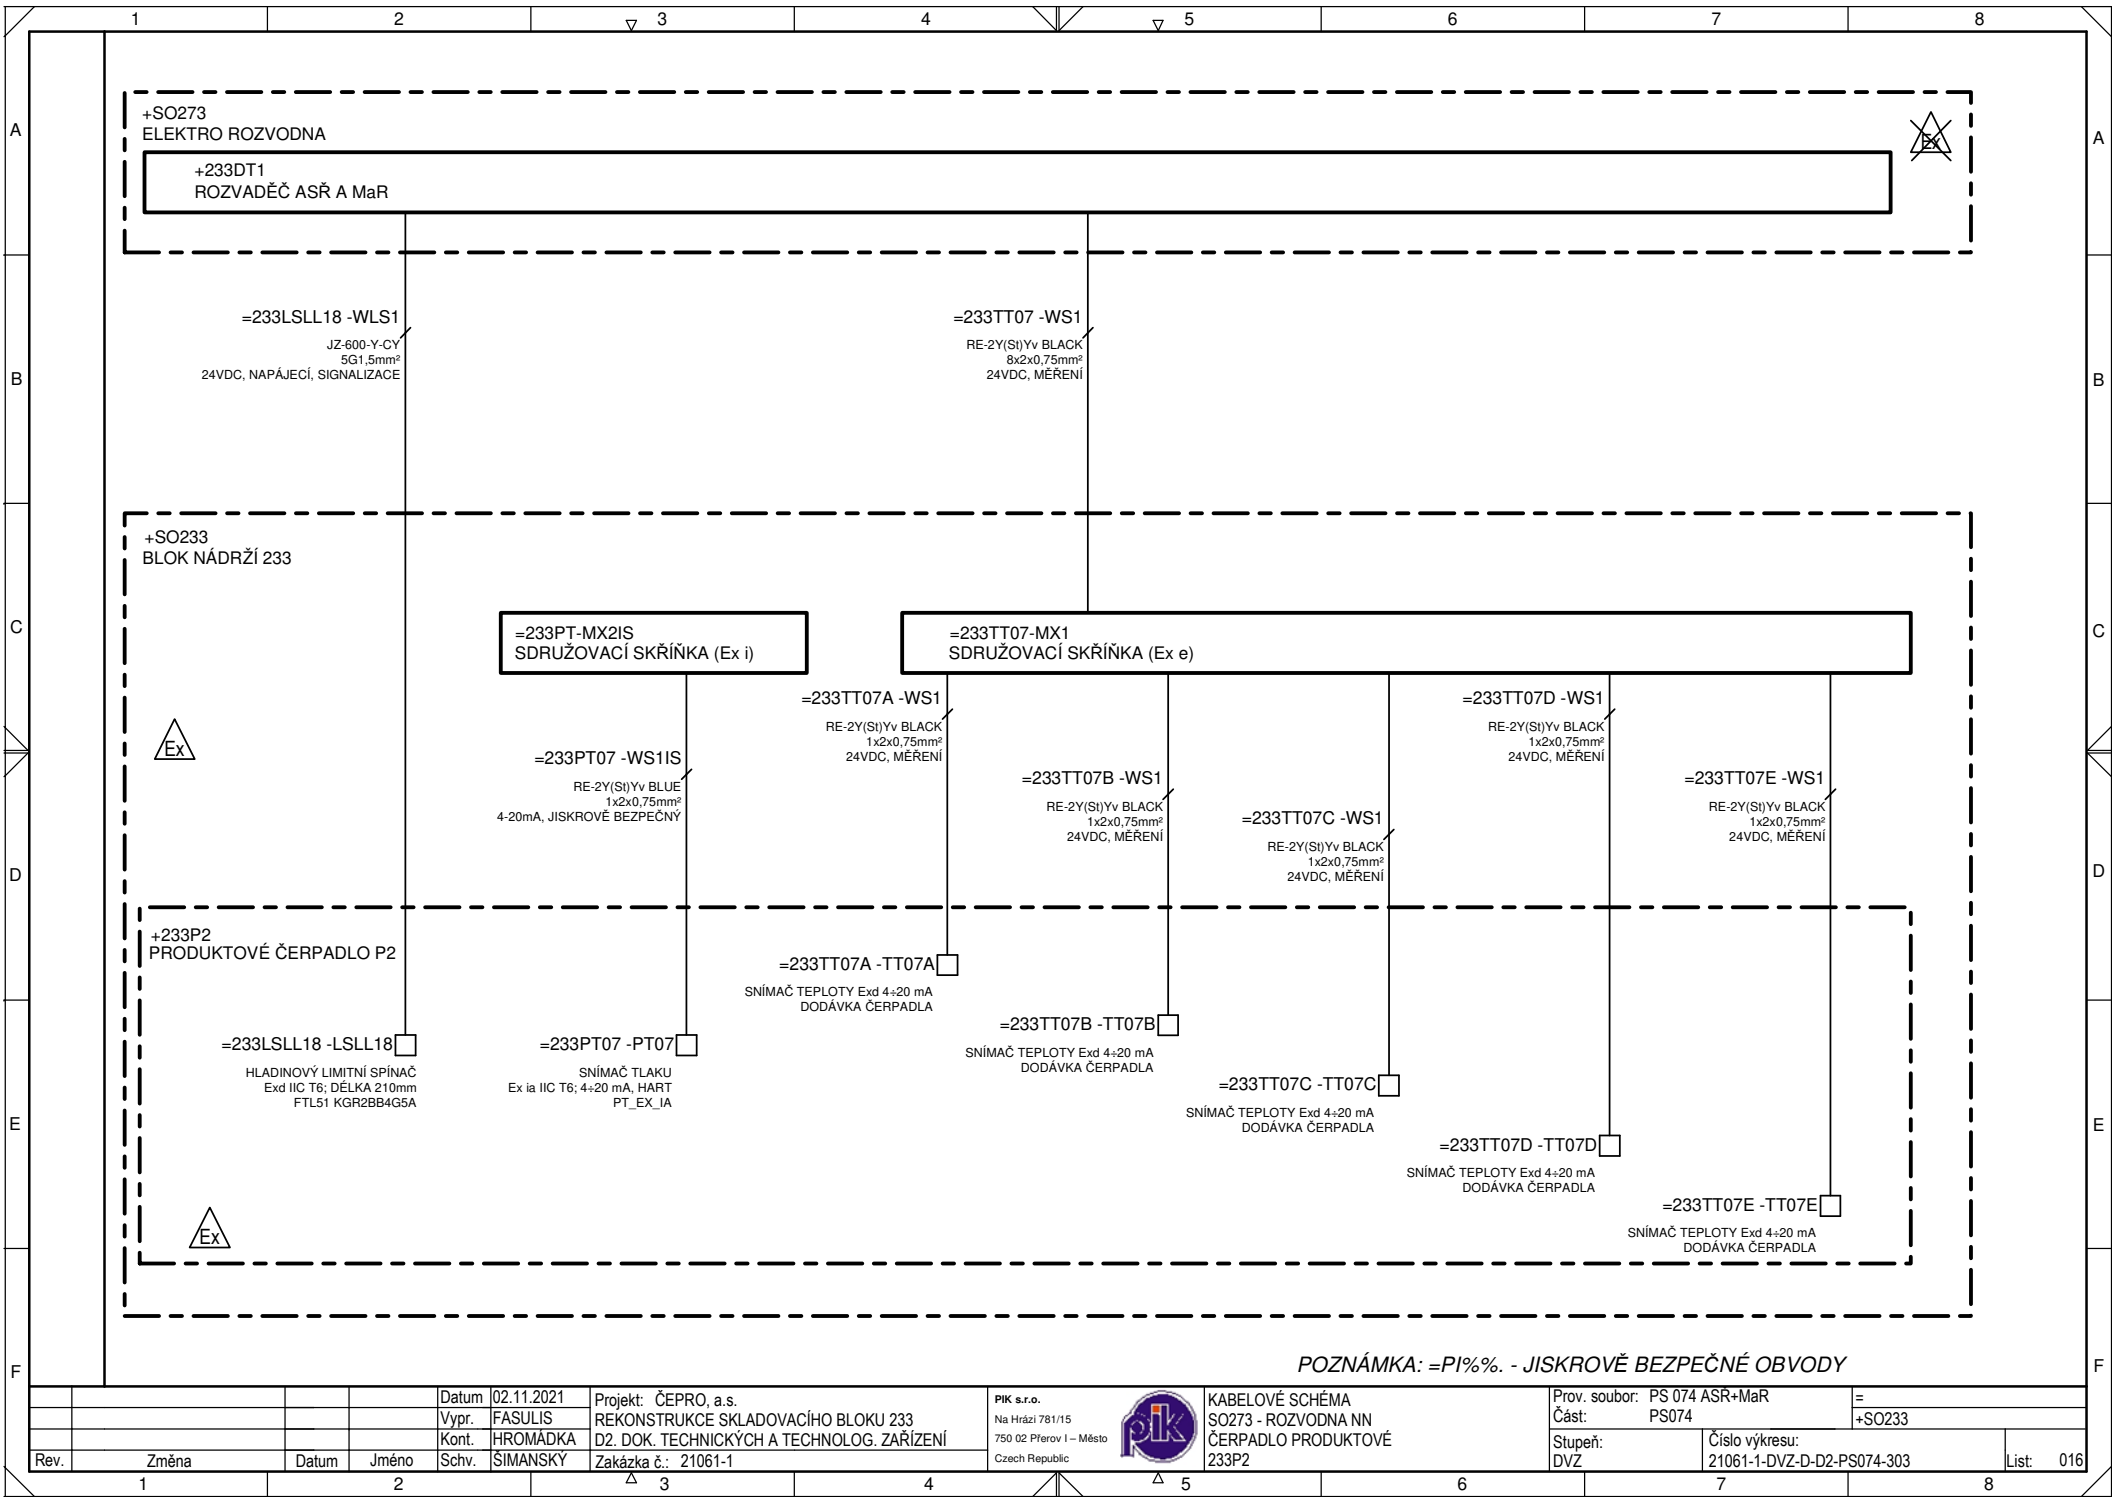 1 2 3 4 5 6 7 8
A A
B B
C C
D D
E E
F F
+SO273
ELEKTRO ROZVODNA
Ex
+233DT1
ROZVADĚČ ASŘ A MaR
=233LSLL18 -WLS1
JZ-600-Y-CY
5G1,5mm²
24VDC, NAPÁJECÍ, SIGNALIZACE
=233TT07 -WS1
RE-2Y(St)Yv BLACK
8x2x0,75mm²
24VDC, MĚŘENÍ
+SO233
BLOK NÁDRŽÍ 233
=233PT-MX2IS
SDRUŽOVACÍ SKŘÍŇKA (Ex i)
=233TT07-MX1
SDRUŽOVACÍ SKŘÍŇKA (Ex e)
Ex
=233PT07 -WS1IS
RE-2Y(St)Yv BLUE
1x2x0,75mm²
4-20mA, JISKROVĚ BEZPEČNÝ
=233TT07A -WS1
RE-2Y(St)Yv BLACK
1x2x0,75mm²
24VDC, MĚŘENÍ
=233TT07B -WS1
RE-2Y(St)Yv BLACK
1x2x0,75mm²
24VDC, MĚŘENÍ
=233TT07C -WS1
RE-2Y(St)Yv BLACK
1x2x0,75mm²
24VDC, MĚŘENÍ
=233TT07D -WS1
RE-2Y(St)Yv BLACK
1x2x0,75mm²
24VDC, MĚŘENÍ
=233TT07E -WS1
RE-2Y(St)Yv BLACK
1x2x0,75mm²
24VDC, MĚŘENÍ
+233P2
PRODUKTOVÉ ČERPADLO P2
=233LSLL18 -LSLL18
HLADINOVÝ LIMITNÍ SPÍNAČ
Exd IIC T6; DÉLKA 210mm
FTL51 KGR2BB4G5A
=233PT07 -PT07
SNÍMAČ TLAKU
Ex ia IIC T6; 4÷20 mA, HART
PT_EX_IA
=233TT07A -TT07A
SNÍMAČ TEPLOTY Exd 4÷20 mA
DODÁVKA ČERPADLA
=233TT07B -TT07B
SNÍMAČ TEPLOTY Exd 4÷20 mA
DODÁVKA ČERPADLA
=233TT07C -TT07C
SNÍMAČ TEPLOTY Exd 4÷20 mA
DODÁVKA ČERPADLA
=233TT07D -TT07D
SNÍMAČ TEPLOTY Exd 4÷20 mA
DODÁVKA ČERPADLA
=233TT07E -TT07E
SNÍMAČ TEPLOTY Exd 4÷20 mA
DODÁVKA ČERPADLA
Ex
POZNÁMKA: =PI%%. - JISKROVĚ BEZPEČNÉ OBVODY
Rev. Změna Datum Jméno
Datum 02.11.2021
Vypr. FASULIS
Kont. HROMÁDKA
Schv. ŠIMANSKÝ
Projekt: ČEPRO, a.s.
REKONSTRUKCE SKLADOVACÍHO BLOKU 233
D2. DOK. TECHNICKÝCH A TECHNOLOG. ZAŘÍZENÍ
Zakázka č.: 21061-1
PIK s.r.o.
Na Hrázi 781/15
750 02 Přerov I – Město
Czech Republic
pik
KABELOVÉ SCHÉMA
SO273 - ROZVODNA NN
ČERPADLO PRODUKTOVÉ
233P2
Prov. soubor: PS 074 ASŘ+MaR
Část: PS074
=
+SO233
Stupeň:
DVZ
Číslo výkresu:
21061-1-DVZ-D-D2-PS074-303
List: 016
1 2 3 4 5 6 7 8